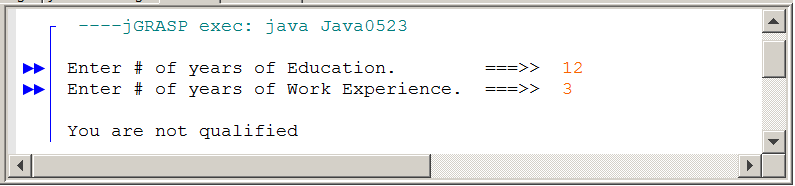 ----jGRASP exec: java Java0523
Enter # of years of Education. ===>> 12
Enter # of years of Work Experience. ===>> 3
You are not qualified